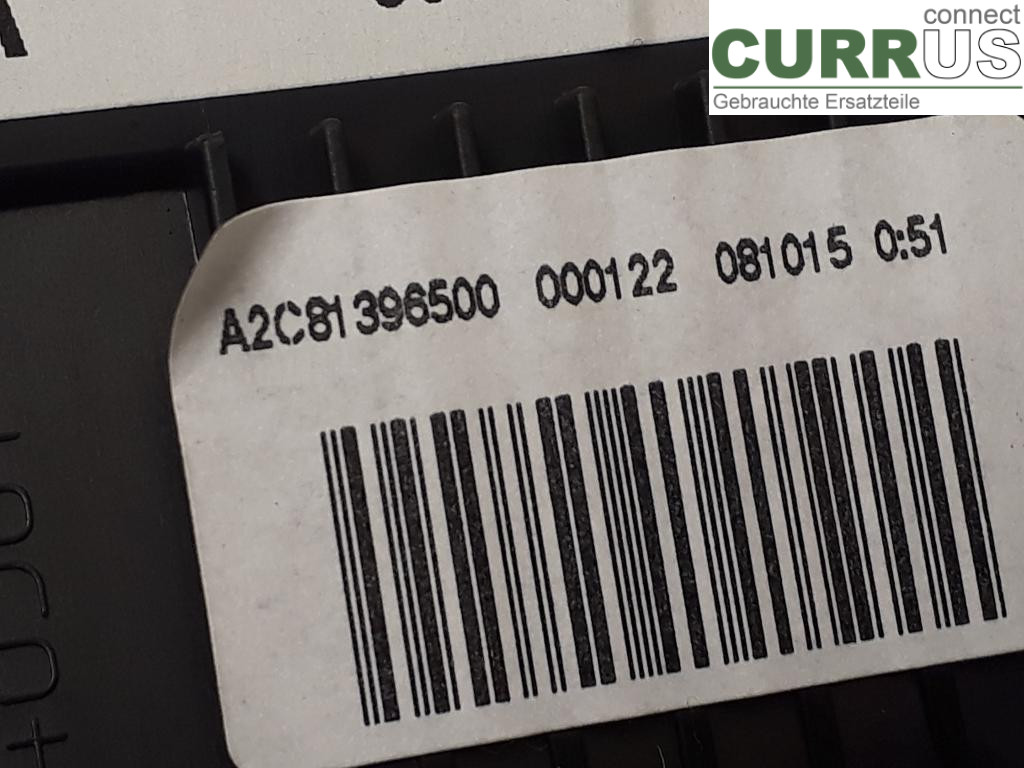 connect
CURRUS
Gebrauchte Ersatzteile
A2C81396500 000122 081015 0:51